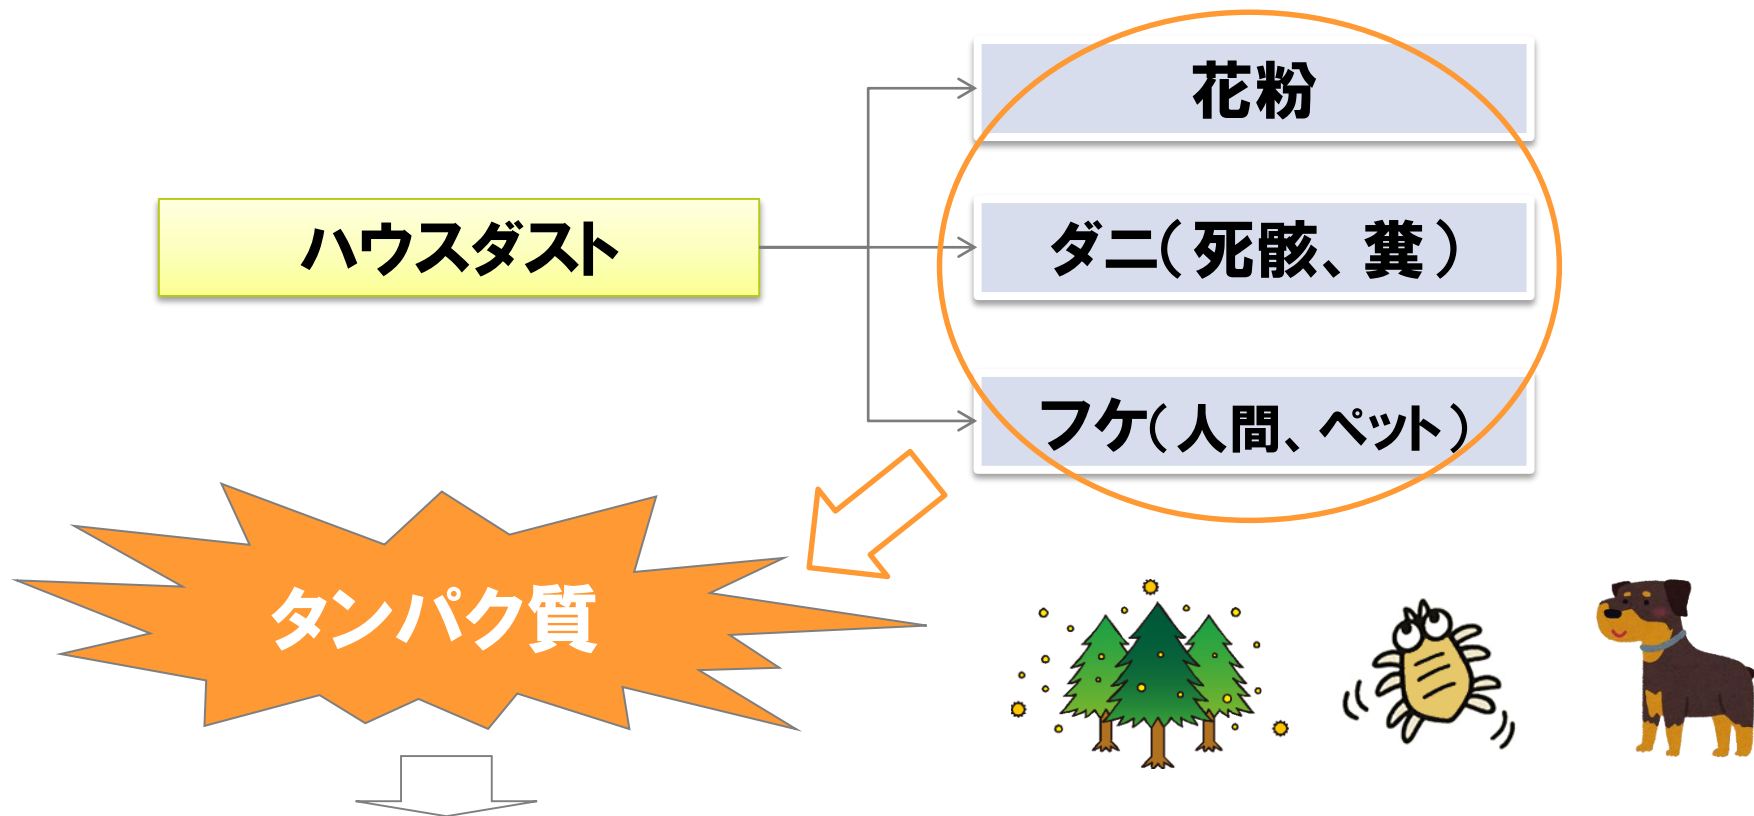 花粉
ハウスダスト
ダニ（死骸、糞）
フケ（人間、ペット）
タンパク質